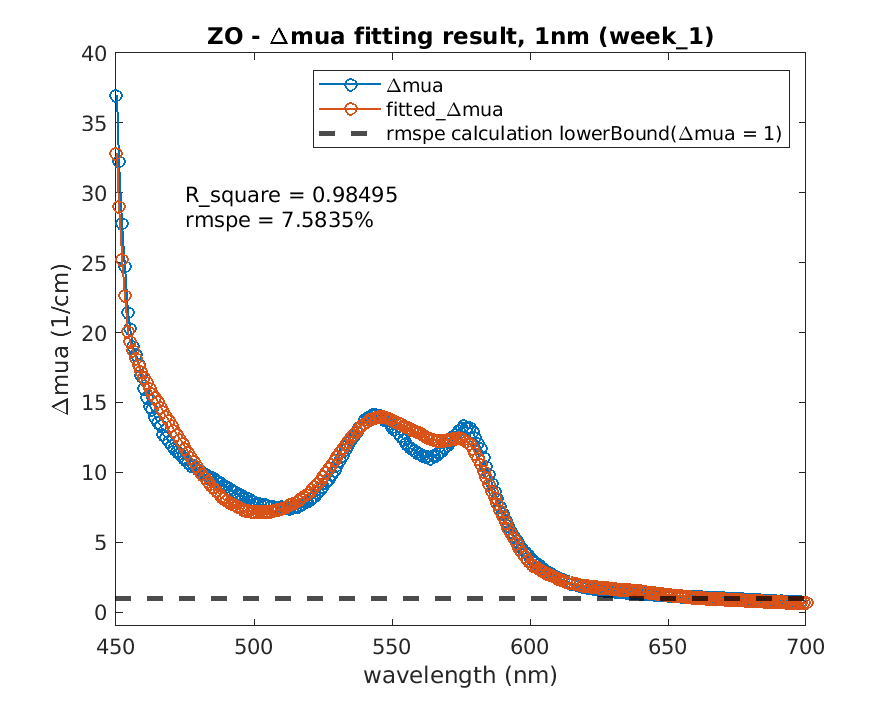 ZO - Δmua fitting result, 1nm (week_1)
Δmua
fitted_Δmua
rmspe calculation lowerBound(Δmua = 1)
R_square = 0.98495
rmspe = 7.5835%
Δmua (1/cm)
40
35
30
25
20
15
10
5
0
450 500 550 600 650 700
wavelength (nm)